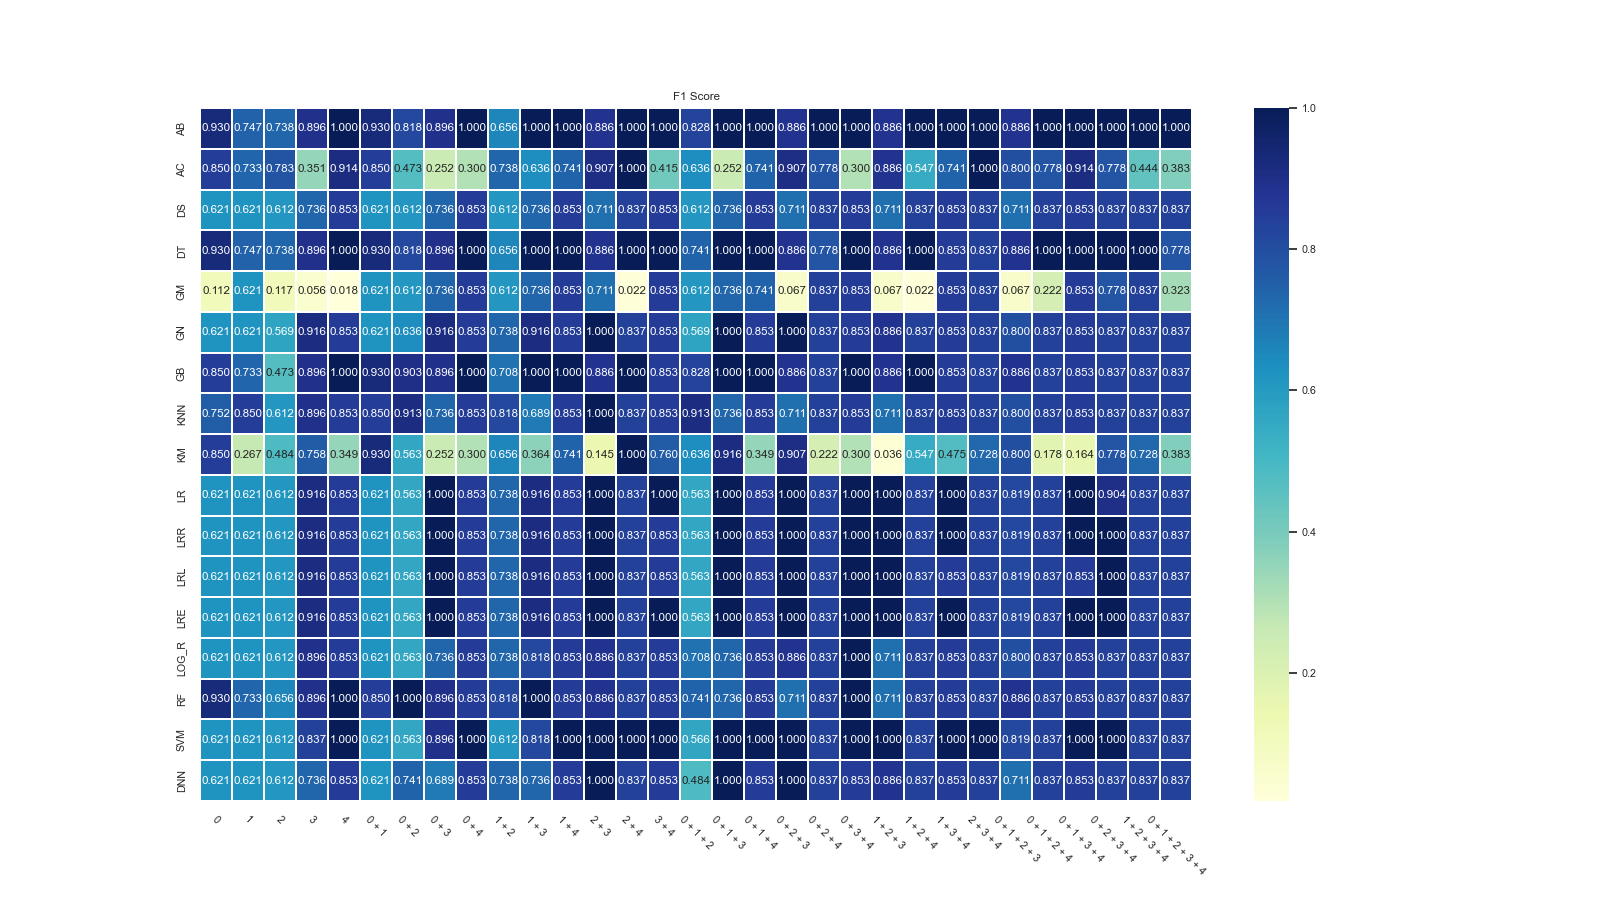 F1 Score
AB 0.930 0.747 0.738 0.896 1.000 0.930 0.818 0.896 1.000 0.656 1.000 1.000 0.886 1.000 1.000 0.828 1.000 1.000 0.886 1.000 1.000 0.886 1.000 1.000 1.000 0.886 1.000 1.000 1.000 1.000 1.000
AC 0.850 0.733 0.783 0.351 0.914 0.850 0.473 0.252 0.300 0.738 0.636 0.741 0.907 1.000 0.415 0.636 0.252 0.741 0.907 0.778 0.300 0.886 0.547 0.741 1.000 0.800 0.778 0.914 0.778 0.444 0.383
DS 0.621 0.621 0.612 0.736 0.853 0.621 0.612 0.736 0.853 0.612 0.736 0.853 0.711 0.837 0.853 0.612 0.736 0.853 0.711 0.837 0.853 0.711 0.837 0.853 0.837 0.711 0.837 0.853 0.837 0.837 0.837
DT 0.930 0.747 0.738 0.896 1.000 0.930 0.818 0.896 1.000 0.656 1.000 1.000 0.886 1.000 1.000 0.741 1.000 1.000 0.886 0.778 1.000 0.886 1.000 0.853 0.837 0.886 1.000 1.000 1.000 1.000 0.778
GM 0.112 0.621 0.117 0.056 0.018 0.621 0.612 0.736 0.853 0.612 0.736 0.853 0.711 0.022 0.853 0.612 0.736 0.741 0.067 0.837 0.853 0.067 0.022 0.853 0.837 0.067 0.222 0.853 0.778 0.837 0.323
GN 0.621 0.621 0.569 0.916 0.853 0.621 0.636 0.916 0.853 0.738 0.916 0.853 1.000 0.837 0.853 0.569 1.000 0.853 1.000 0.837 0.853 0.886 0.837 0.853 0.837 0.800 0.837 0.853 0.837 0.837 0.837
GB 0.850 0.733 0.473 0.896 1.000 0.930 0.903 0.896 1.000 0.708 1.000 1.000 0.886 1.000 0.853 0.828 1.000 1.000 0.886 0.837 1.000 0.886 1.000 0.853 0.837 0.886 0.837 0.853 0.837 0.837 0.837
KNN 0.752 0.850 0.612 0.896 0.853 0.850 0.913 0.736 0.853 0.818 0.689 0.853 1.000 0.837 0.853 0.913 0.736 0.853 0.711 0.837 0.853 0.711 0.837 0.853 0.837 0.800 0.837 0.853 0.837 0.837 0.837
KM 0.850 0.267 0.484 0.758 0.349 0.930 0.563 0.252 0.300 0.656 0.364 0.741 0.145 1.000 0.760 0.636 0.916 0.349 0.907 0.222 0.300 0.036 0.547 0.475 0.728 0.800 0.178 0.164 0.778 0.728 0.383
LR 0.621 0.621 0.612 0.916 0.853 0.621 0.563 1.000 0.853 0.738 0.916 0.853 1.000 0.837 1.000 0.563 1.000 0.853 1.000 0.837 1.000 1.000 0.837 1.000 0.837 0.819 0.837 1.000 0.904 0.837 0.837
LRR 0.621 0.621 0.612 0.916 0.853 0.621 0.563 1.000 0.853 0.738 0.916 0.853 1.000 0.837 0.853 0.563 1.000 0.853 1.000 0.837 1.000 1.000 0.837 1.000 0.837 0.819 0.837 1.000 1.000 0.837 0.837
LRL 0.621 0.621 0.612 0.916 0.853 0.621 0.563 1.000 0.853 0.738 0.916 0.853 1.000 0.837 0.853 0.563 1.000 0.853 1.000 0.837 1.000 1.000 0.837 0.853 0.837 0.819 0.837 0.853 1.000 0.837 0.837
LRE 0.621 0.621 0.612 0.916 0.853 0.621 0.563 1.000 0.853 0.738 0.916 0.853 1.000 0.837 1.000 0.563 1.000 0.853 1.000 0.837 1.000 1.000 0.837 1.000 0.837 0.819 0.837 1.000 1.000 0.837 0.837
LOG_R 0.621 0.621 0.612 0.896 0.853 0.621 0.563 0.736 0.853 0.738 0.818 0.853 0.886 0.837 0.853 0.708 0.736 0.853 0.886 0.837 1.000 0.711 0.837 0.853 0.837 0.800 0.837 0.853 0.837 0.837 0.837
RF 0.930 0.733 0.656 0.896 1.000 0.850 1.000 0.896 0.853 0.818 1.000 0.853 0.886 0.837 0.853 0.741 0.736 0.853 0.711 0.837 1.000 0.711 0.837 0.853 0.837 0.886 0.837 0.853 0.837 0.837 0.837
SVM 0.621 0.621 0.612 0.837 1.000 0.621 0.563 0.896 1.000 0.612 0.818 1.000 1.000 1.000 1.000 0.566 1.000 1.000 1.000 0.837 1.000 1.000 0.837 1.000 1.000 0.819 0.837 1.000 1.000 0.837 0.837
DNN 0.621 0.621 0.612 0.736 0.853 0.621 0.741 0.689 0.853 0.738 0.736 0.853 1.000 0.837 0.853 0.484 1.000 0.853 1.000 0.837 0.853 0.886 0.837 0.853 0.837 0.711 0.837 0.853 0.837 0.837 0.837
0 1 2 3 4 0 + 1 0 + 2 0 + 3 0 + 4 1 + 2 1 + 3 1 + 4 2 + 3 2 + 4 3 + 4 0 + 1 + 2 0 + 1 + 3 0 + 1 + 4 0 + 2 + 3 0 + 2 + 4 0 + 3 + 4 1 + 2 + 3 1 + 2 + 4 1 + 3 + 4 2 + 3 + 4 0 + 1 + 2 + 3 0 + 1 + 2 + 4 0 + 1 + 3 + 4 0 + 2 + 3 + 4 1 + 2 + 3 + 4 0 + 1 + 2 + 3 + 4
1.0
0.8
0.6
0.4
0.2